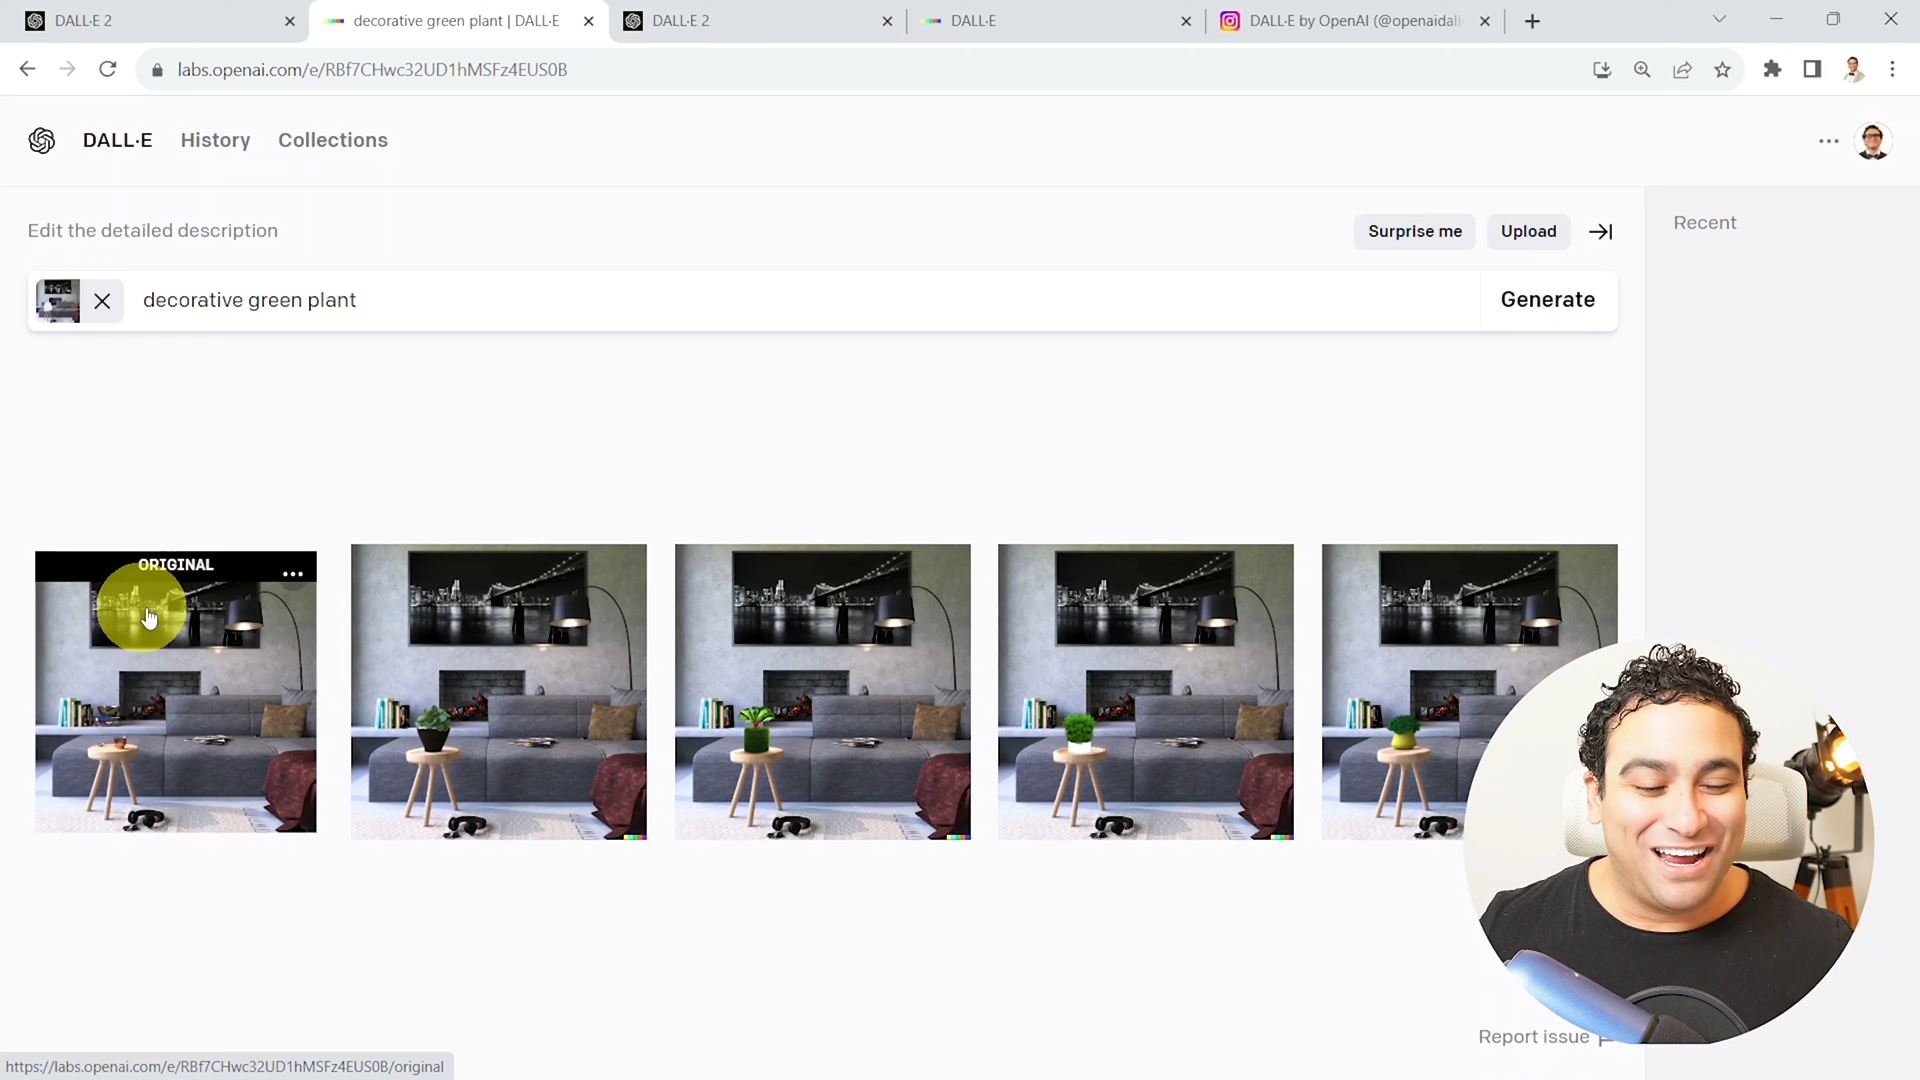 DALL·E 2
decorative green plant | DALL·E
DALL·E 2
DALL·E
DALL·E by OpenAI (@openaidall
labs.openai.com/e/RBf7CHwc32UD1hMSFz4EUS0B
DALL·E History Collections
Edit the detailed description
Surprise me
Upload
Recent
decorative green plant
Generate
ORIGINAL
Report issue
https://labs.openai.com/e/RBf7CHwc32UD1hMSFz4EUS0B/original